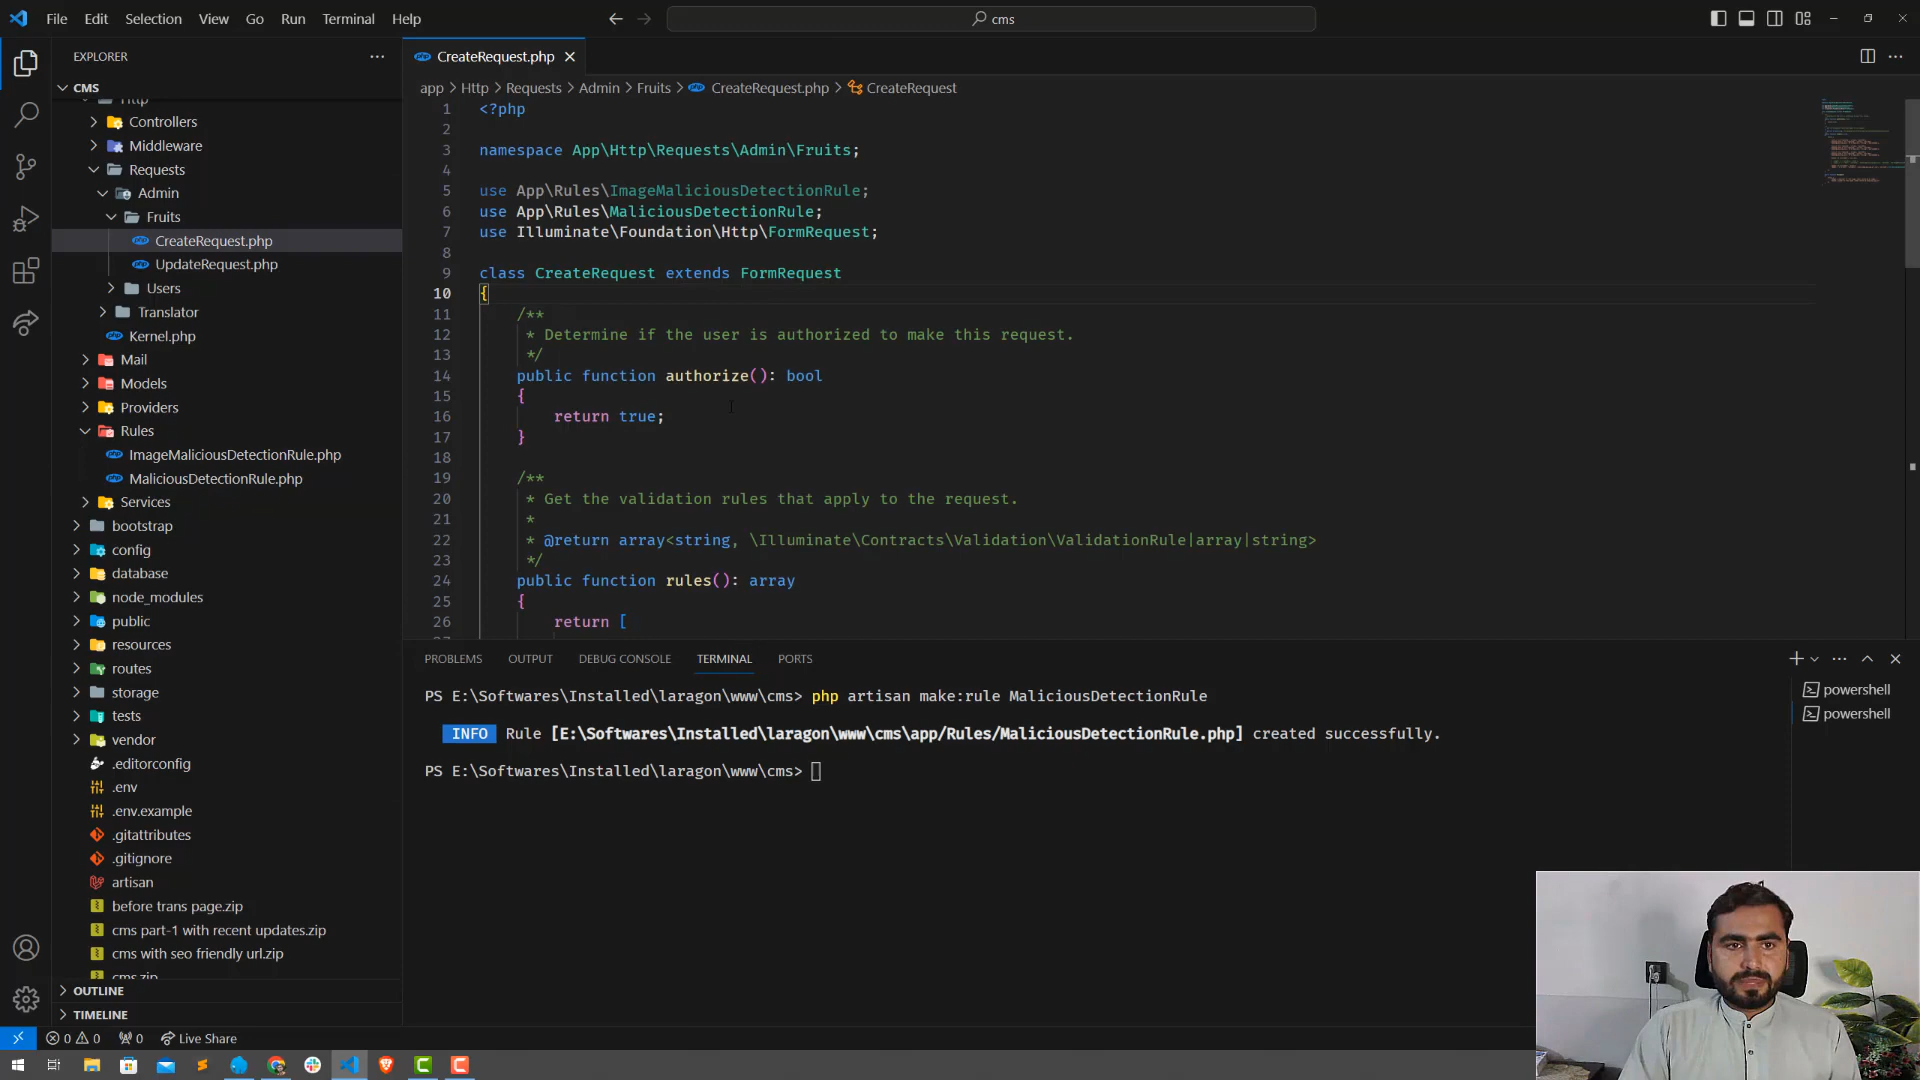 File Edit Selection View Go Run Terminal Help
cms
EXPLORER
CMS
Http
Controllers
Middleware
Requests
Admin
Fruits
CreateRequest.php
UpdateRequest.php
Users
Translator
Kernel.php
Mail
Models
Providers
Rules
ImageMaliciousDetectionRule.php
MaliciousDetectionRule.php
Services
bootstrap
config
database
node_modules
public
resources
routes
storage
tests
vendor
.editorconfig
.env
.env.example
.gitattributes
.gitignore
artisan
before trans page.zip
cms part-1 with recent updates.zip
cms with seo friendly url.zip
cms.zip
OUTLINE
TIMELINE
CreateRequest.php
app > Http > Requests > Admin > Fruits > CreateRequest.php > CreateRequest
1 <?php
2
3 namespace App\Http\Requests\Admin\Fruits;
4
5 use App\Rules\ImageMaliciousDetectionRule;
6 use App\Rules\MaliciousDetectionRule;
7 use Illuminate\Foundation\Http\FormRequest;
8
9 class CreateRequest extends FormRequest
10 {
11 /**
12 * Determine if the user is authorized to make this request.
13 */
14 public function authorize(): bool
15 {
16 return true;
17 }
18
19 /**
20 * Get the validation rules that apply to the request.
21 *
22 * @return array<string, \Illuminate\Contracts\Validation\ValidationRule|array|string>
23 */
24 public function rules(): array
25 {
26 return [
PROBLEMS OUTPUT DEBUG CONSOLE TERMINAL PORTS
PS E:\Softwares\Installed\laragon\www\cms> php artisan make:rule MaliciousDetectionRule
INFO Rule [E:\Softwares\Installed\laragon\www\cms\app/Rules/MaliciousDetectionRule.php] created successfully.
PS E:\Softwares\Installed\laragon\www\cms>
powershell
powershell
0 0 0 Live Share